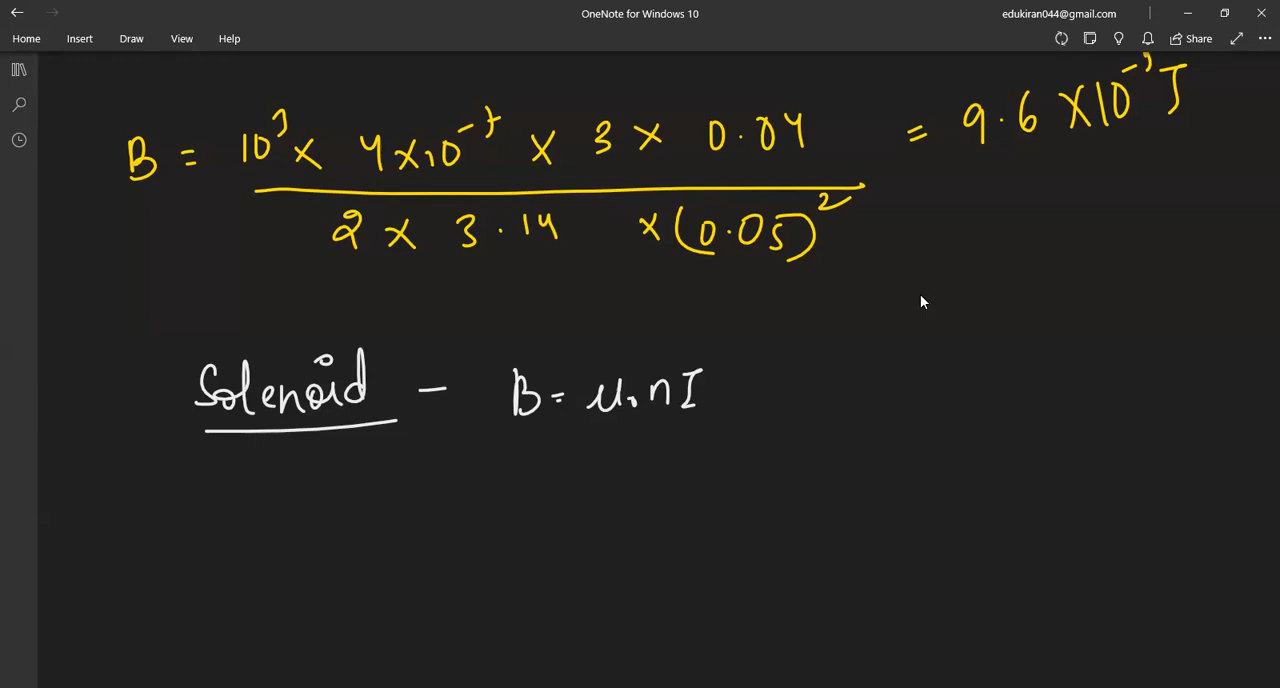 OneNote for Windows 10
edukiran044@gmail.com
Home Insert Draw View Help
Share
B = 10³ × 4×10⁻⁷ × 3 × 0.04 = 9.6 × 10⁻³ T
2 × 3.14 × (0.05)²
Solenoid - B = μ₀nI